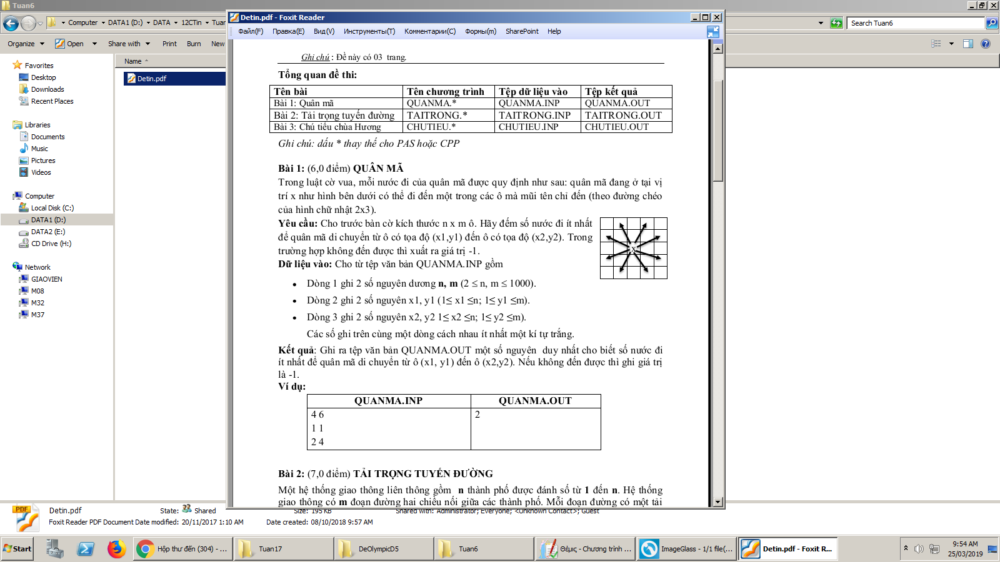 Tuan6
Computer DATA1 (D:) DATA 12CTin Tuan
Search Tuan6
Organize Open Share with Print Burn New
Favorites
Desktop
Downloads
Recent Places
Libraries
Documents
Music
Pictures
Videos
Computer
Local Disk (C:)
DATA1 (D:)
DATA2 (E:)
CD Drive (H:)
Network
GIAOVIEN
M08
M32
M37
Name
Detin.pdf
Detin.pdf - Foxit Reader
Файл(F) Правка(E) Вид(V) Инструменты(T) Комментарии(C) Формы(m) SharePoint Help
Ghi chú : Đề này có 03 trang.
Tổng quan đề thi:
Tên bài Tên chương trình Tệp dữ liệu vào Tệp kết quả
Bài 1: Quân mã QUANMA.* QUANMA.INP QUANMA.OUT
Bài 2: Tải trọng tuyến đường TAITRONG.* TAITRONG.INP TAITRONG.OUT
Bài 3: Chú tiểu chùa Hương CHUTIEU.* CHUTIEU.INP CHUTIEU.OUT
Ghi chú: dấu * thay thế cho PAS hoặc CPP
Bài 1: (6,0 điểm) QUÂN MÃ
Trong luật cờ vua, mỗi nước đi của quân mã được quy định như sau: quân mã đang ở tại vị
trí x như hình bên dưới có thể đi đến một trong các ô mà mũi tên chỉ đến (theo đường chéo
của hình chữ nhật 2x3).
Yêu cầu: Cho trước bàn cờ kích thước n x m ô. Hãy đếm số nước đi ít nhất
để quân mã di chuyển từ ô có tọa độ (x1,y1) đến ô có tọa độ (x2,y2). Trong
trường hợp không đến được thì xuất ra giá trị -1.
x
Dữ liệu vào: Cho từ tệp văn bản QUANMA.INP gồm
• Dòng 1 ghi 2 số nguyên dương n, m (2 ≤ n, m ≤ 1000).
• Dòng 2 ghi 2 số nguyên x1, y1 (1≤ x1 ≤n; 1≤ y1 ≤m).
• Dòng 3 ghi 2 số nguyên x2, y2 1≤ x2 ≤n; 1≤ y2 ≤m).
Các số ghi trên cùng một dòng cách nhau ít nhất một kí tự trắng.
Kết quả: Ghi ra tệp văn bản QUANMA.OUT một số nguyên duy nhất cho biết số nước đi
ít nhất để quân mã di chuyển từ ô (x1, y1) đến ô (x2,y2). Nếu không đến được thì ghi giá trị
là -1.
Ví dụ:
QUANMA.INP QUANMA.OUT
4 6 2
1 1
2 4
Bài 2: (7,0 điểm) TẢI TRỌNG TUYẾN ĐƯỜNG
Một hệ thống giao thông liên thông gồm n thành phố được đánh số từ 1 đến n. Hệ thống
giao thông có m đoạn đường hai chiều nối giữa các thành phố. Mỗi đoạn đường có một tải
PDF
Detin.pdf State: Shared Size: 195 KB Shared with: Administrator; Everyone; <Unknown Contact>; Guest
Foxit Reader PDF Document Date modified: 20/11/2017 1:10 AM Date created: 08/10/2018 9:57 AM
Start
Hộp thư đến (304) - ...
Tuan17
DeOlympicD5
Tuan6
Θέμις - Chương trình ...
ImageGlass - 1/1 file(...
Detin.pdf - Foxit R...
9:54 AM
25/03/2019